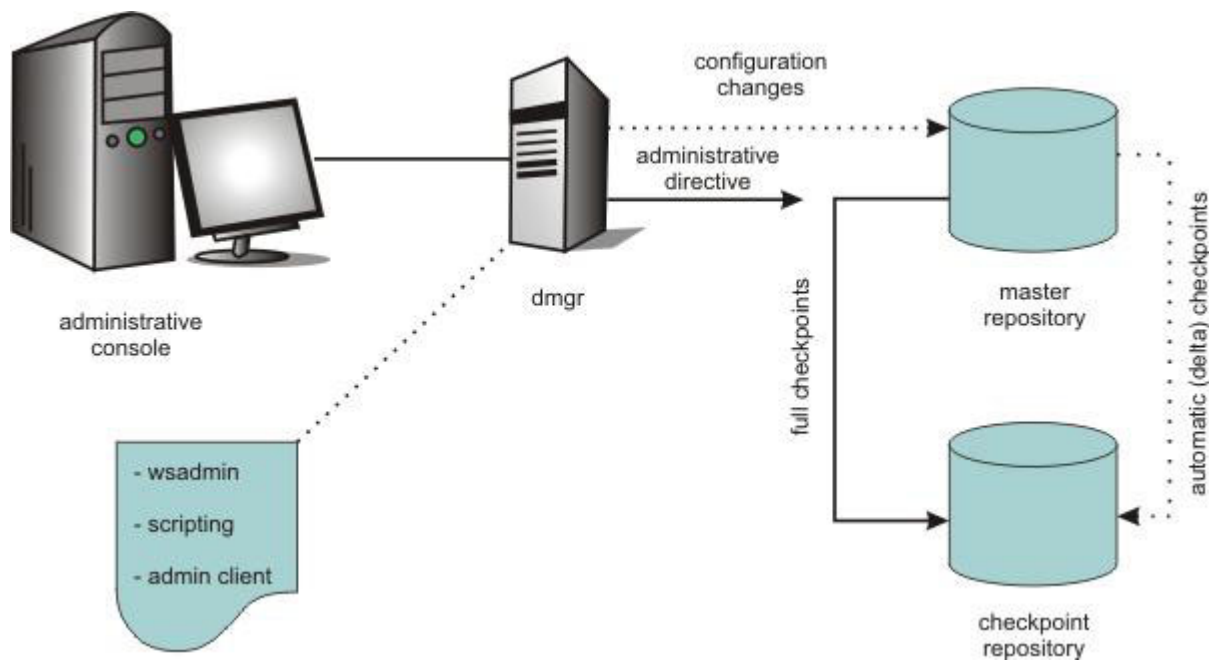 configuration
changes
administrative
directive
administrative
console
dmgr
master
repository
full checkpoints
automatic (delta) checkpoints
- wsadmin
- scripting
- admin client
checkpoint
repository